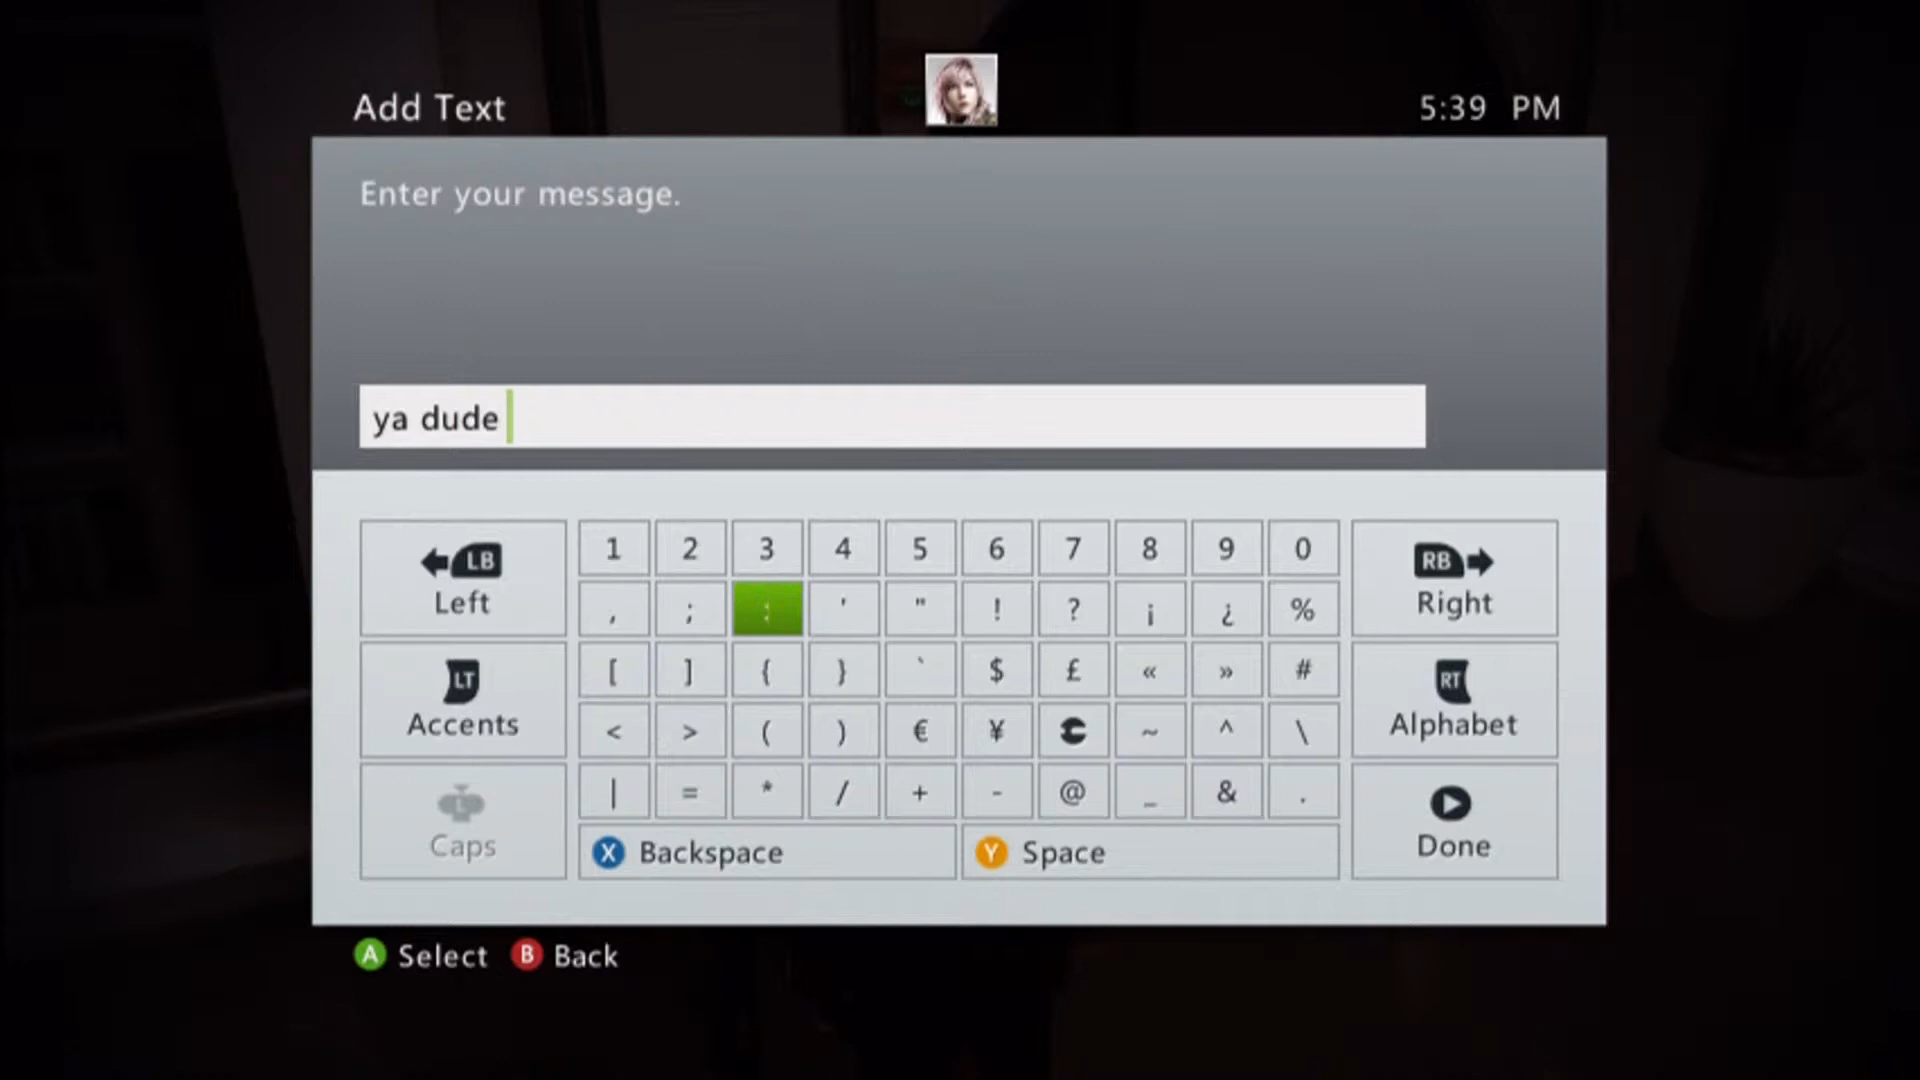 Add Text
5:39 PM
Enter your message.
ya dude
LB
Left
1 2 3 4 5 6 7 8 9 0
RB
Right
, ; : ' " ! ? ¡ ¿ %
LT
Accents
[ ] { } ` $ £ « » #
RT
Alphabet
< > ( ) € ¥ ~ ^ \
| = * / + - @ _ & .
L
Caps
X Backspace
Y Space
Done
A Select B Back